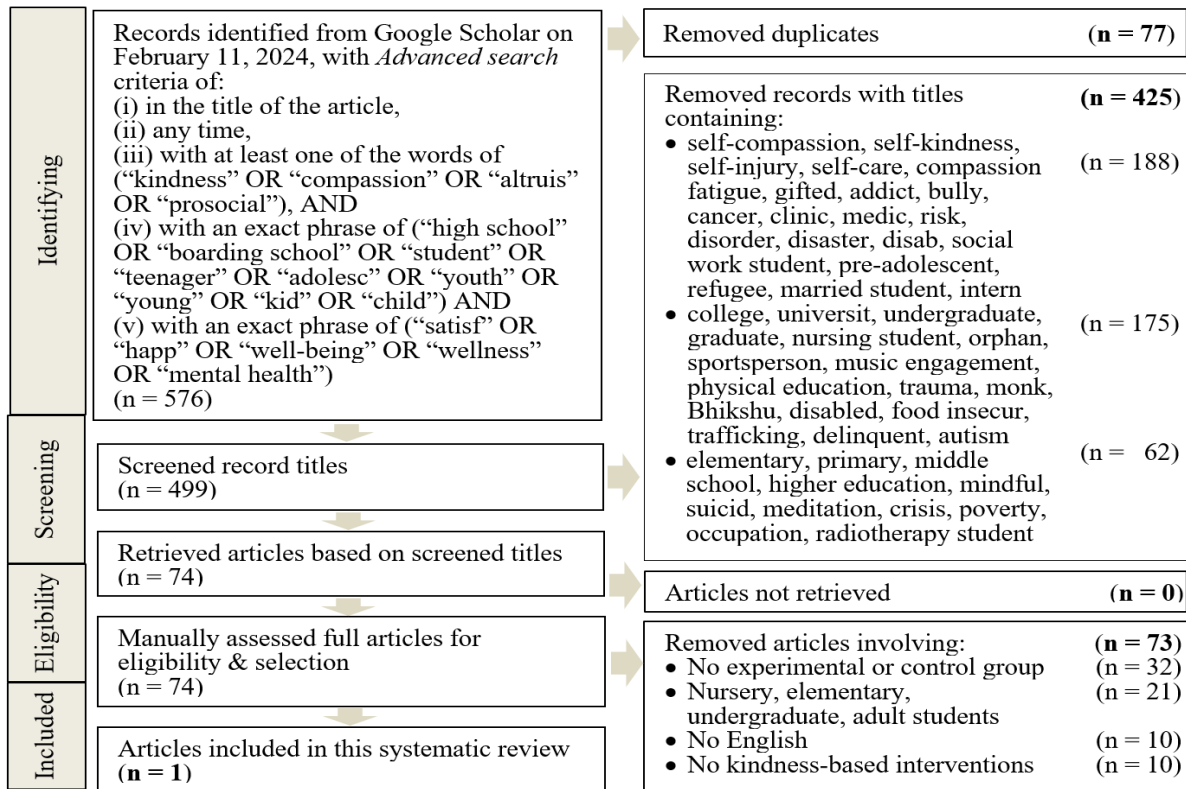 Identifying
Records identified from Google Scholar on
February 11, 2024, with Advanced search
criteria of:
(i) in the title of the article,
(ii) any time,
(iii) with at least one of the words of
(“kindness” OR “compassion” OR “altruis”
OR “prosocial”), AND
(iv) with an exact phrase of (“high school”
OR “boarding school” OR “student” OR
“teenager” OR “adolesc” OR “youth” OR
“young” OR “kid” OR “child”) AND
(v) with an exact phrase of (“satisf” OR
“happ” OR “well-being” OR “wellness”
OR “mental health”)
(n = 576)
Removed duplicates (n = 77)
Removed records with titles (n = 425)
containing:
• self-compassion, self-kindness, (n = 188)
self-injury, self-care, compassion
fatigue, gifted, addict, bully,
cancer, clinic, medic, risk,
disorder, disaster, disab, social
work student, pre-adolescent,
refugee, married student, intern
• college, universit, undergraduate, (n = 175)
graduate, nursing student, orphan,
sportsperson, music engagement,
physical education, trauma, monk,
Bhikshu, disabled, food insecur,
trafficking, delinquent, autism
• elementary, primary, middle (n = 62)
school, higher education, mindful,
suicid, meditation, crisis, poverty,
occupation, radiotherapy student
Screening
Screened record titles
(n = 499)
Retrieved articles based on screened titles
(n = 74)
Articles not retrieved (n = 0)
Eligibility
Manually assessed full articles for
eligibility & selection
(n = 74)
Removed articles involving: (n = 73)
• No experimental or control group (n = 32)
• Nursery, elementary, (n = 21)
undergraduate, adult students
• No English (n = 10)
• No kindness-based interventions (n = 10)
Included
Articles included in this systematic review
(n = 1)